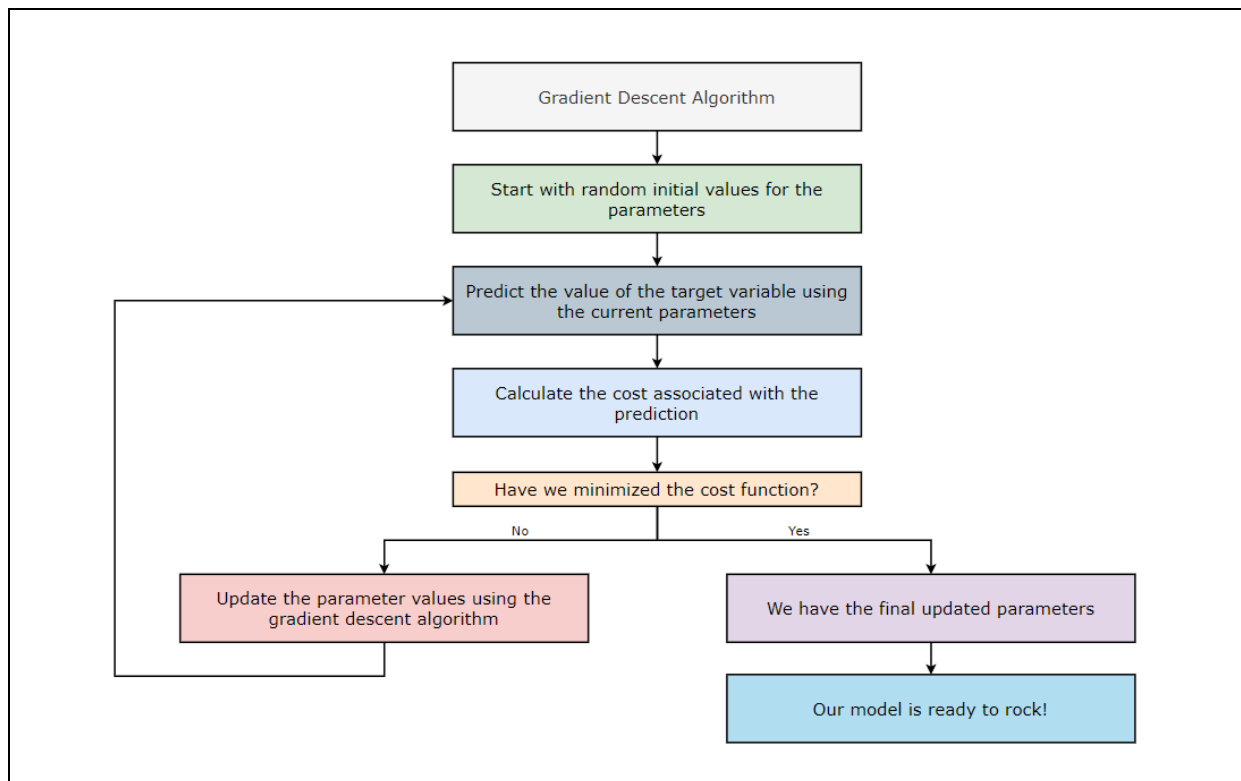 Gradient Descent Algorithm
Start with random initial values for the
parameters
Predict the value of the target variable using
the current parameters
Calculate the cost associated with the
prediction
Have we minimized the cost function?
No
Yes
Update the parameter values using the
gradient descent algorithm
We have the final updated parameters
Our model is ready to rock!